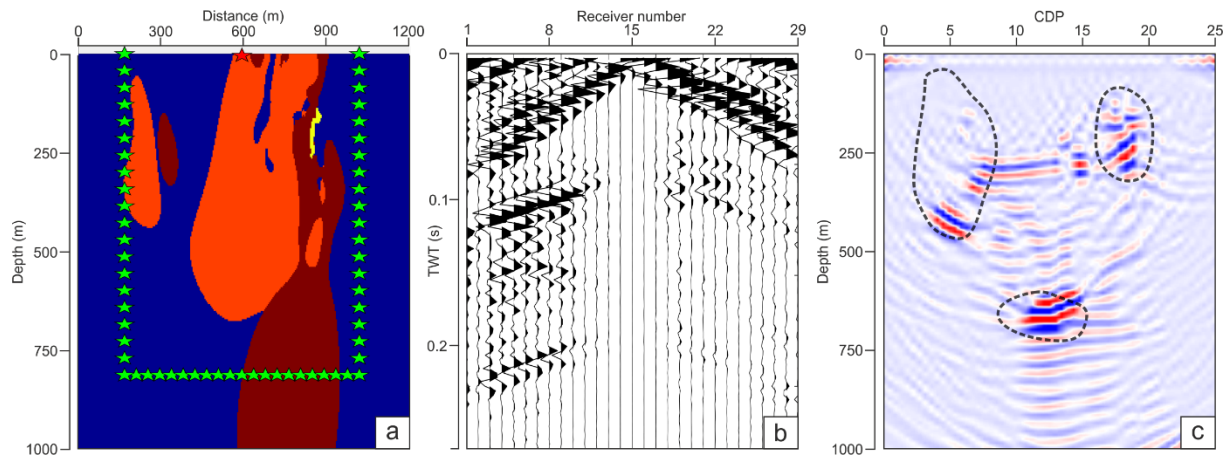 Distance (m)
0 300 600 900 1200
Depth (m)
0
250
500
750
1000
a
Receiver number
1 8 15 22 29
TWT (s)
0
0.1
0.2
b
CDP
0 5 10 15 20 25
Depth (m)
0
250
500
750
1000
c